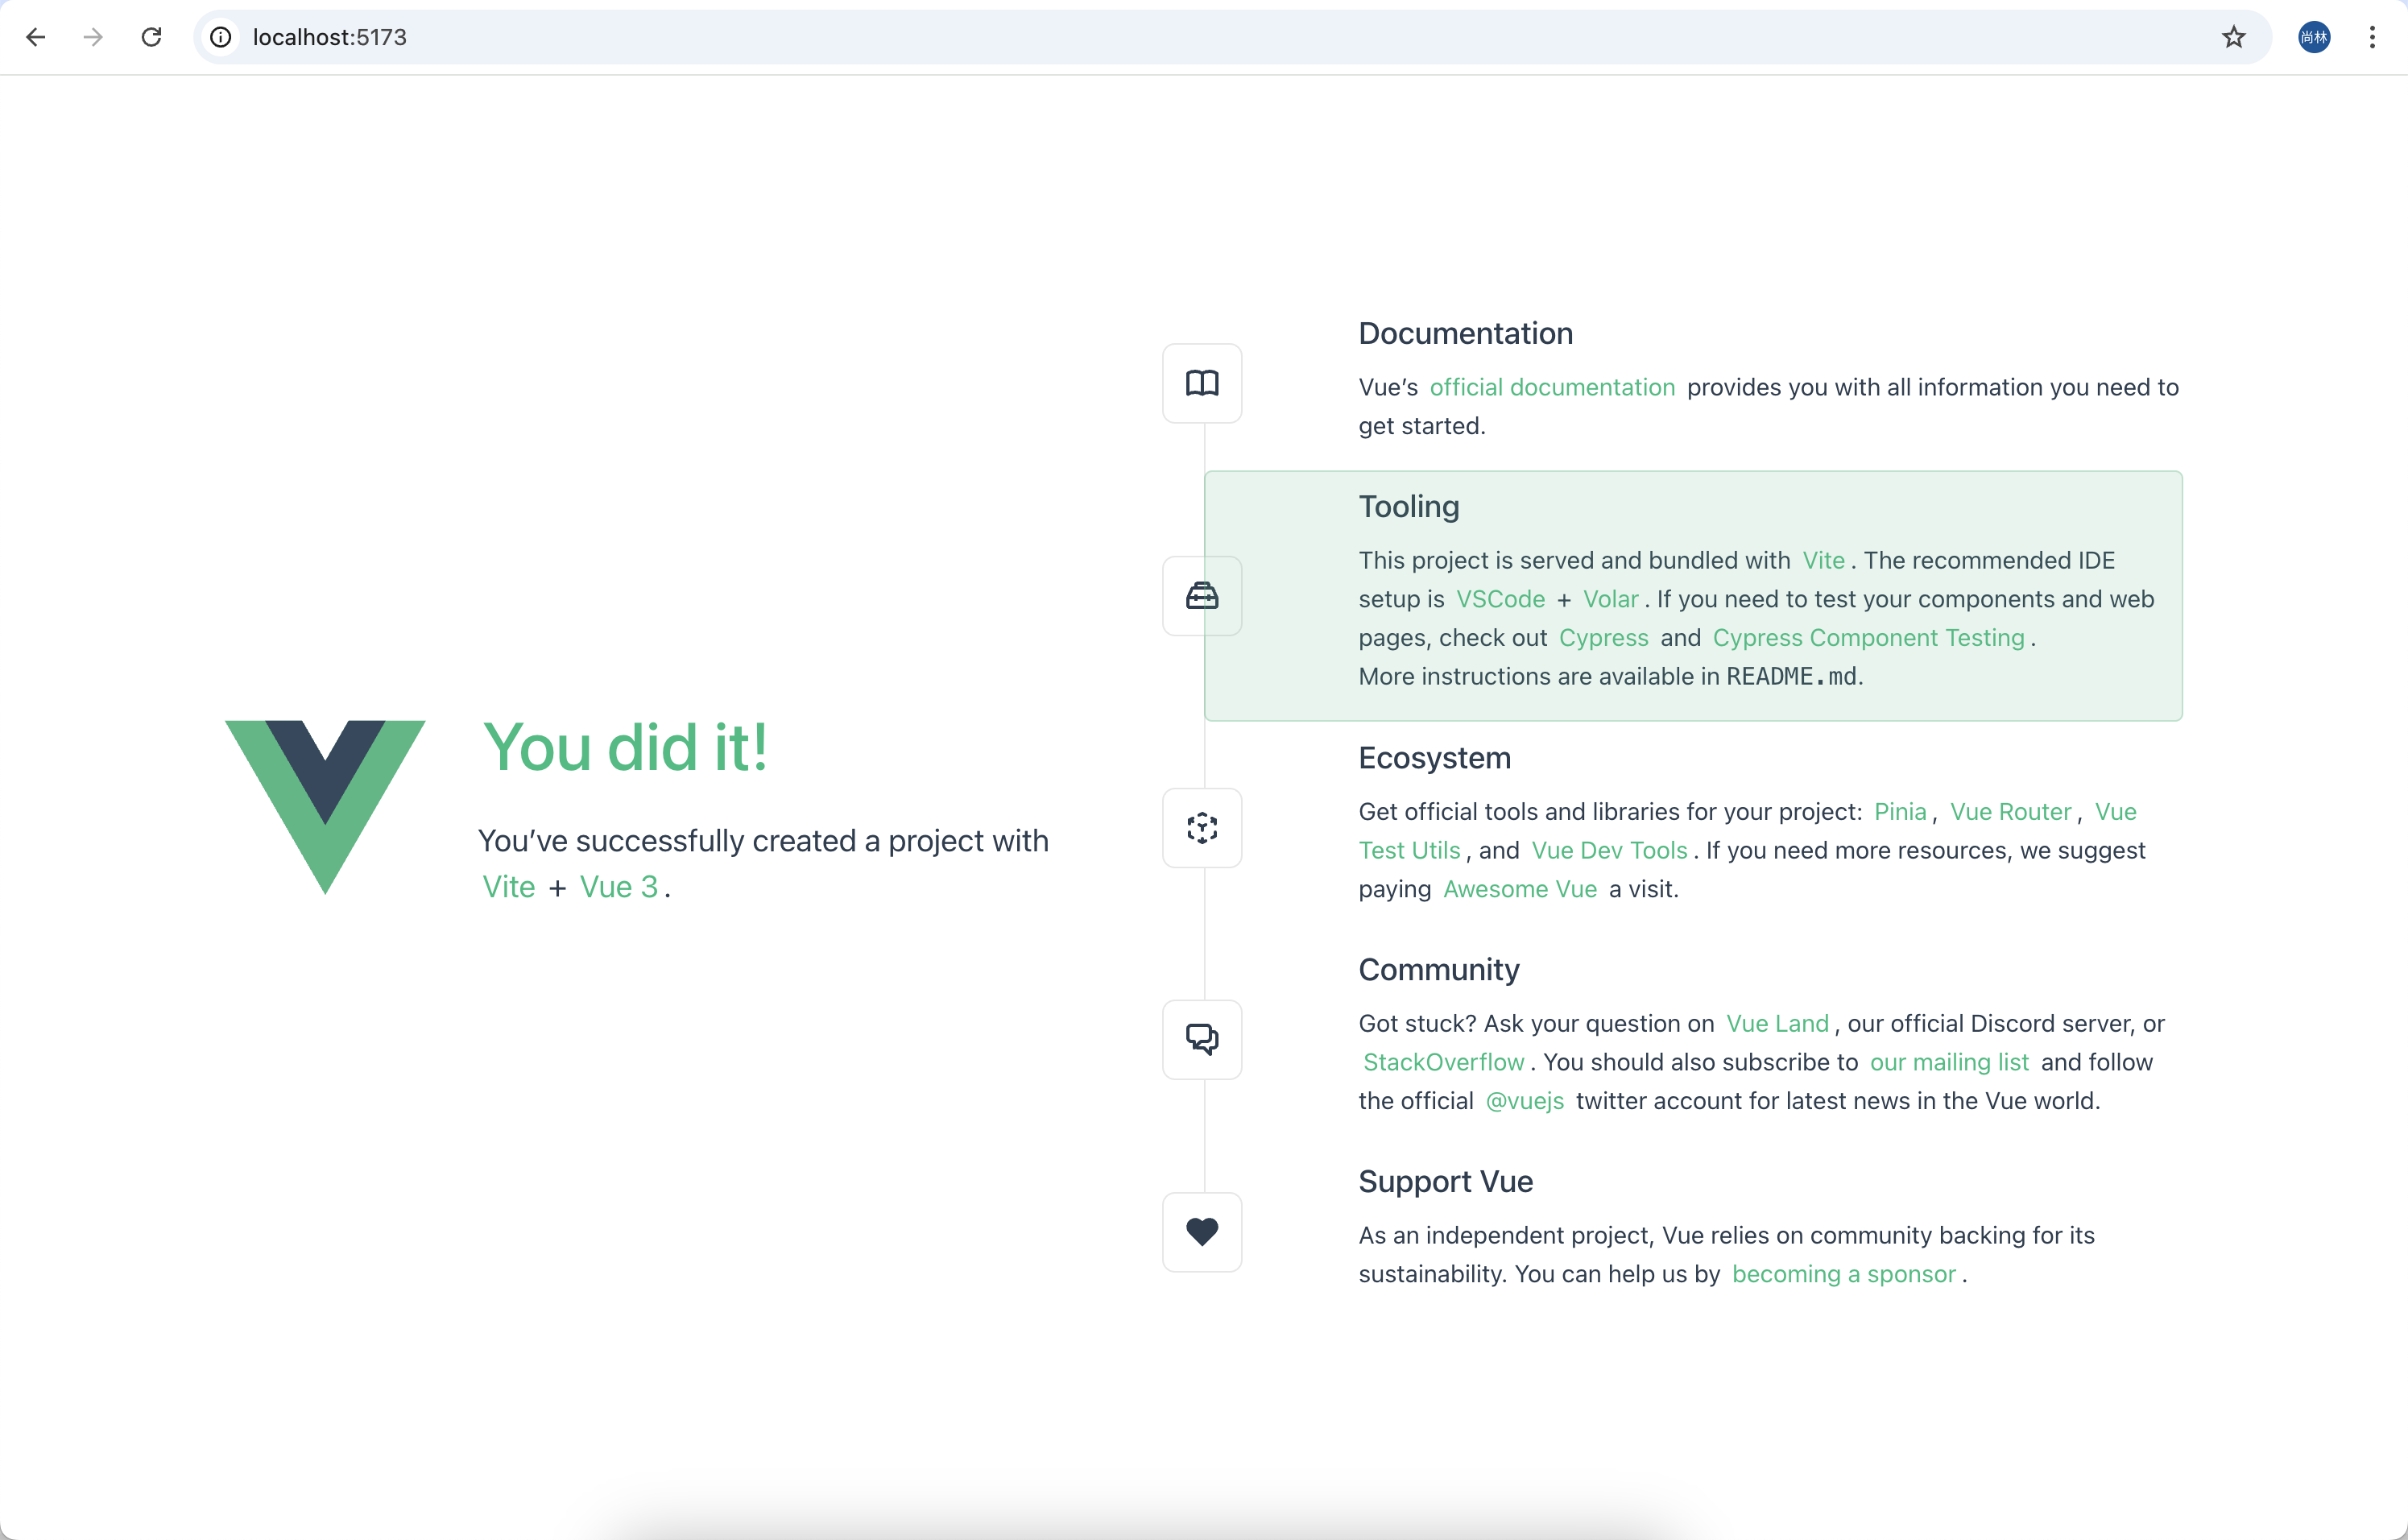 localhost:5173
尚林
You did it!
You’ve successfully created a project with
Vite + Vue 3.
Documentation
Vue’s official documentation provides you with all information you need to
get started.
Tooling
This project is served and bundled with Vite. The recommended IDE
setup is VSCode + Volar. If you need to test your components and web
pages, check out Cypress and Cypress Component Testing.
More instructions are available in README.md.
Ecosystem
Get official tools and libraries for your project: Pinia, Vue Router, Vue
Test Utils, and Vue Dev Tools. If you need more resources, we suggest
paying Awesome Vue a visit.
Community
Got stuck? Ask your question on Vue Land, our official Discord server, or
StackOverflow. You should also subscribe to our mailing list and follow
the official @vuejs twitter account for latest news in the Vue world.
Support Vue
As an independent project, Vue relies on community backing for its
sustainability. You can help us by becoming a sponsor.